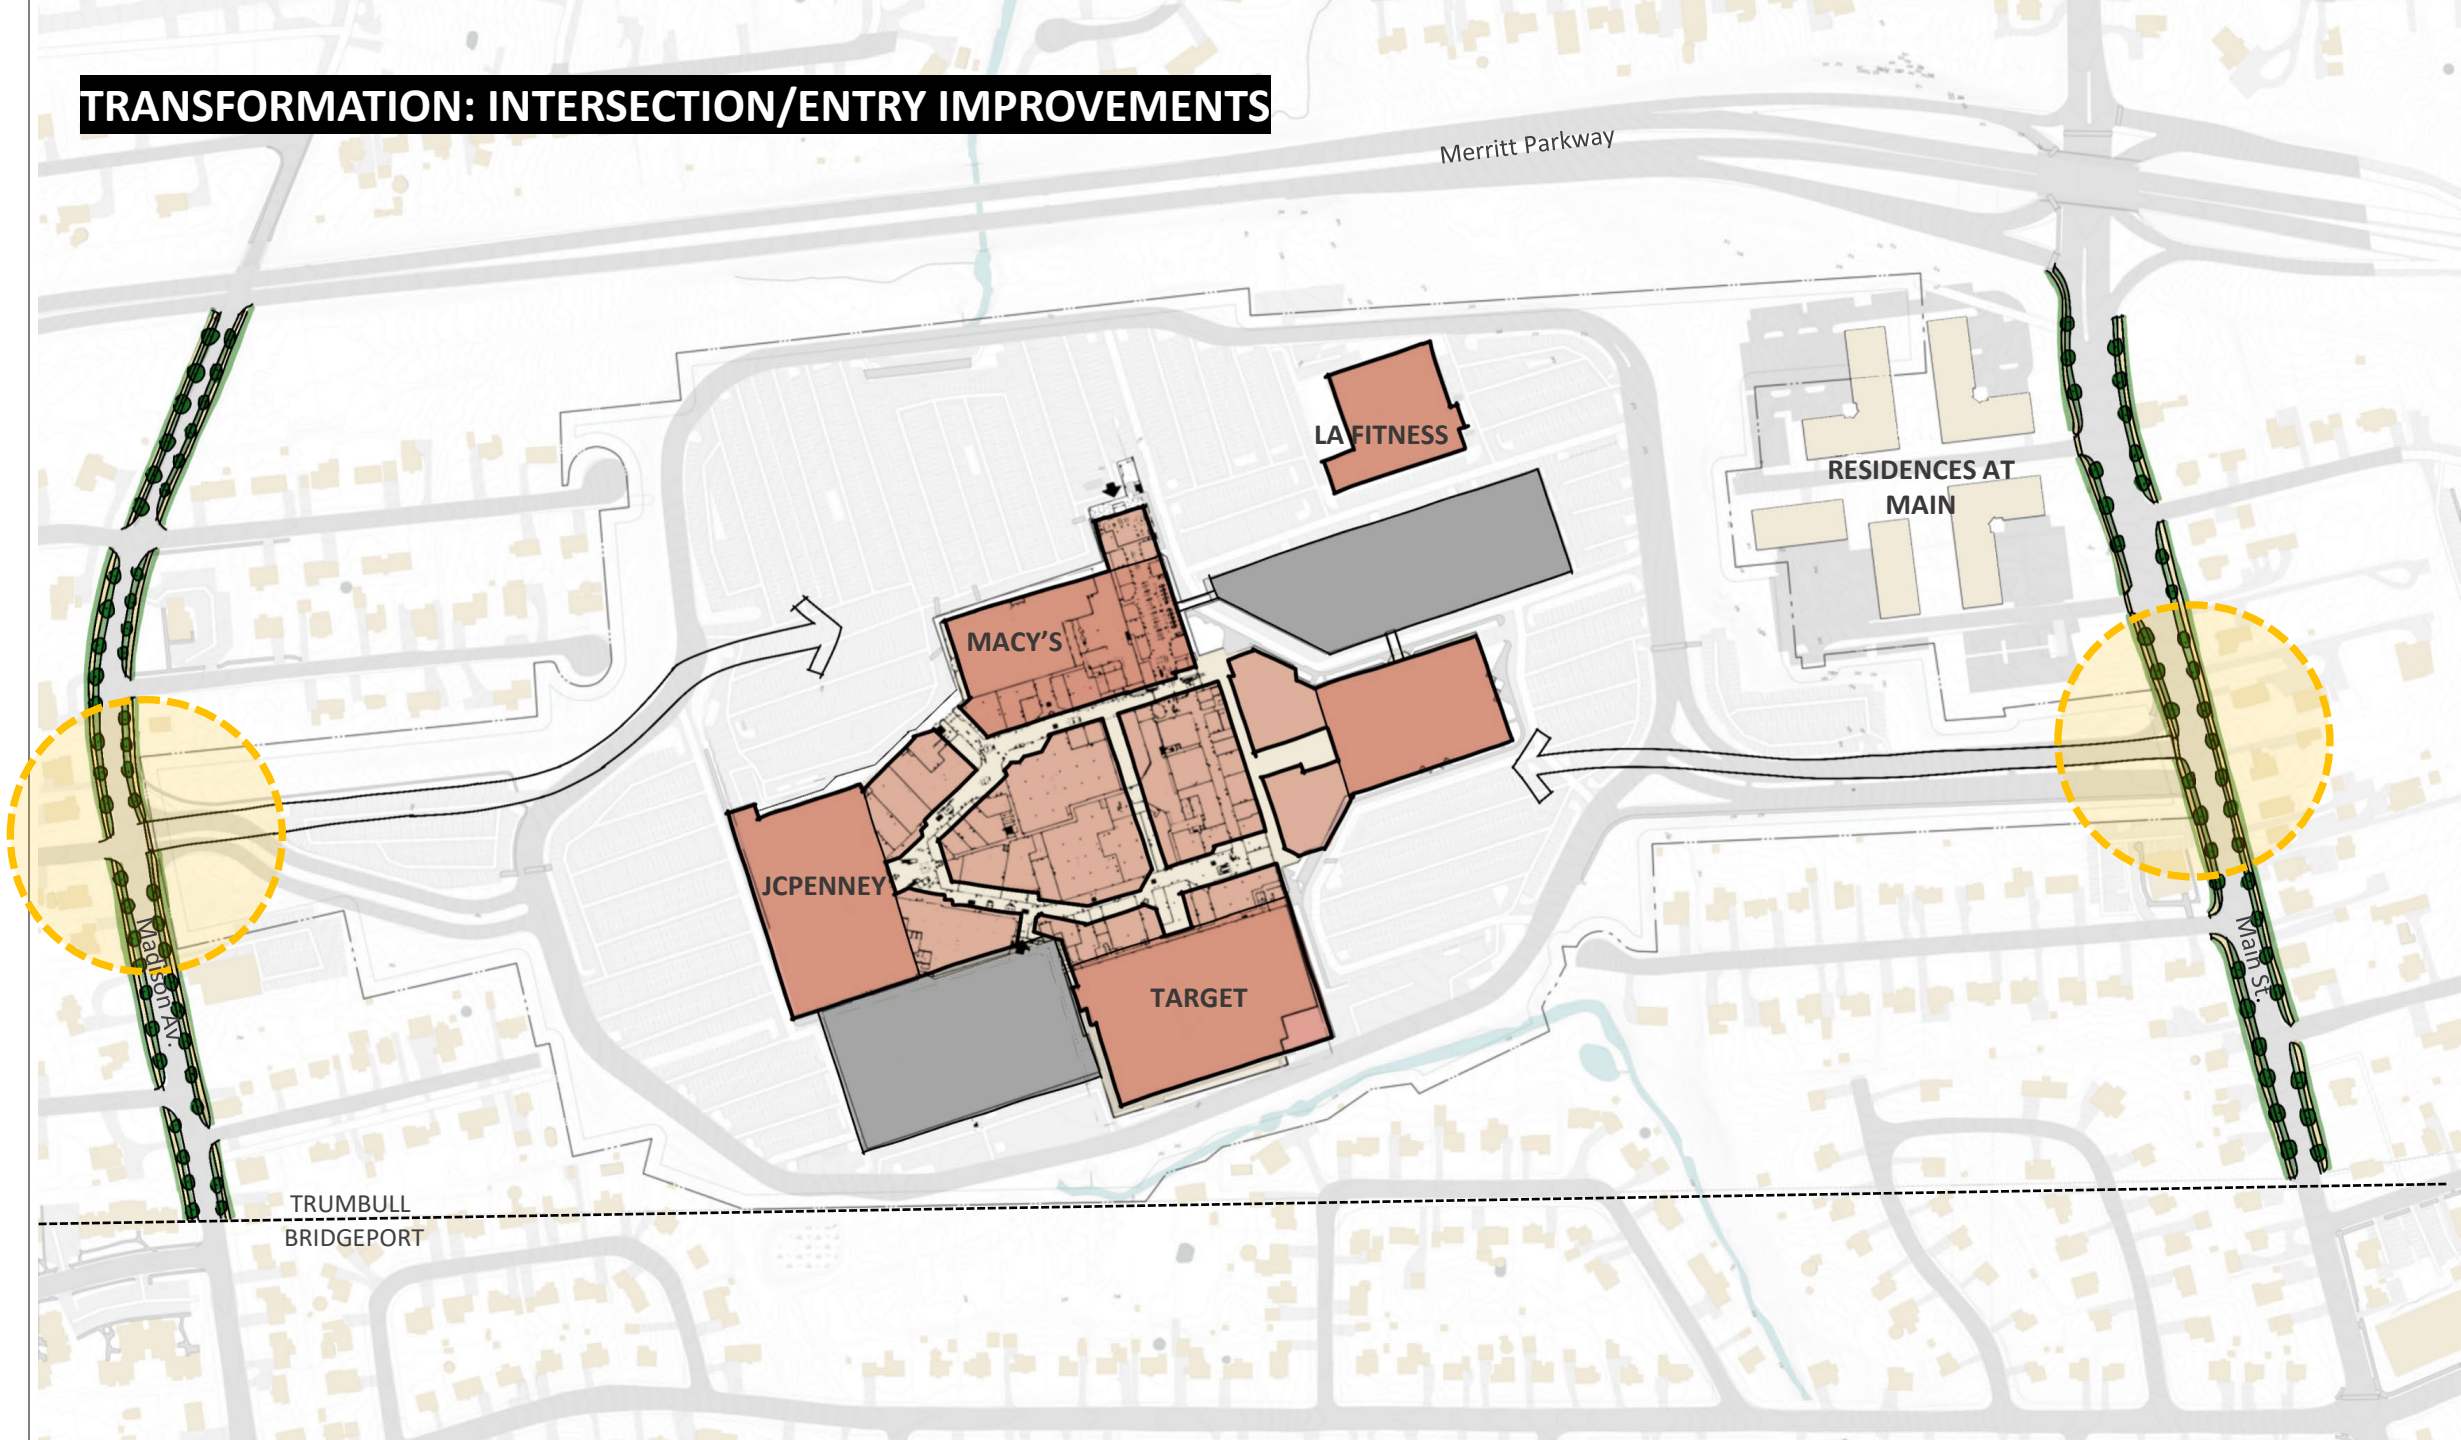 TRANSFORMATION: INTERSECTION/ENTRY IMPROVEMENTS
Merritt Parkway
LA FITNESS
RESIDENCES AT
MAIN
MACY'S
JCPENNEY
TARGET
Madison Av.
Main St.
TRUMBULL
BRIDGEPORT